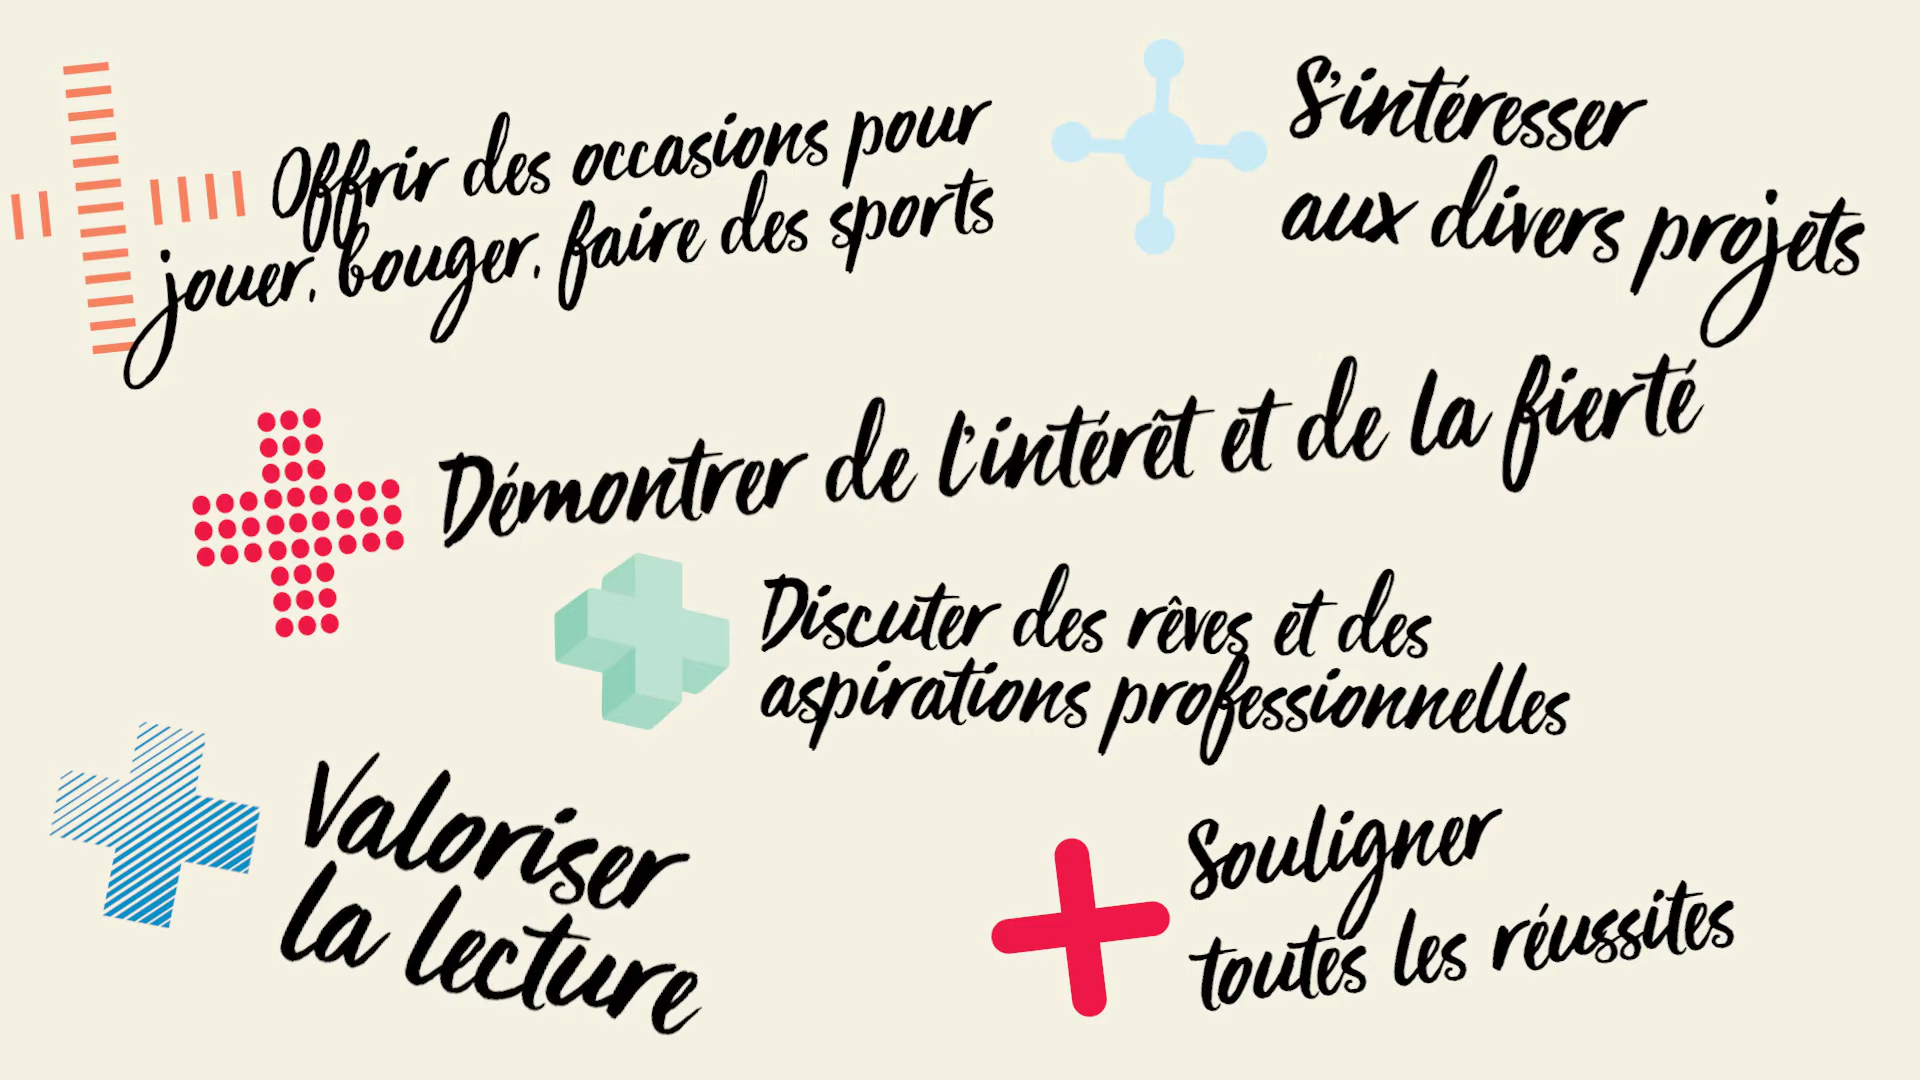 Offrir des occasions pour
jouer, bouger, faire des sports
S'intéresser
aux divers projets
Démontrer de l'intérêt et de la fierté
Discuter des rêves et des
aspirations professionnelles
Valoriser
la lecture
Souligner
toutes les réussites